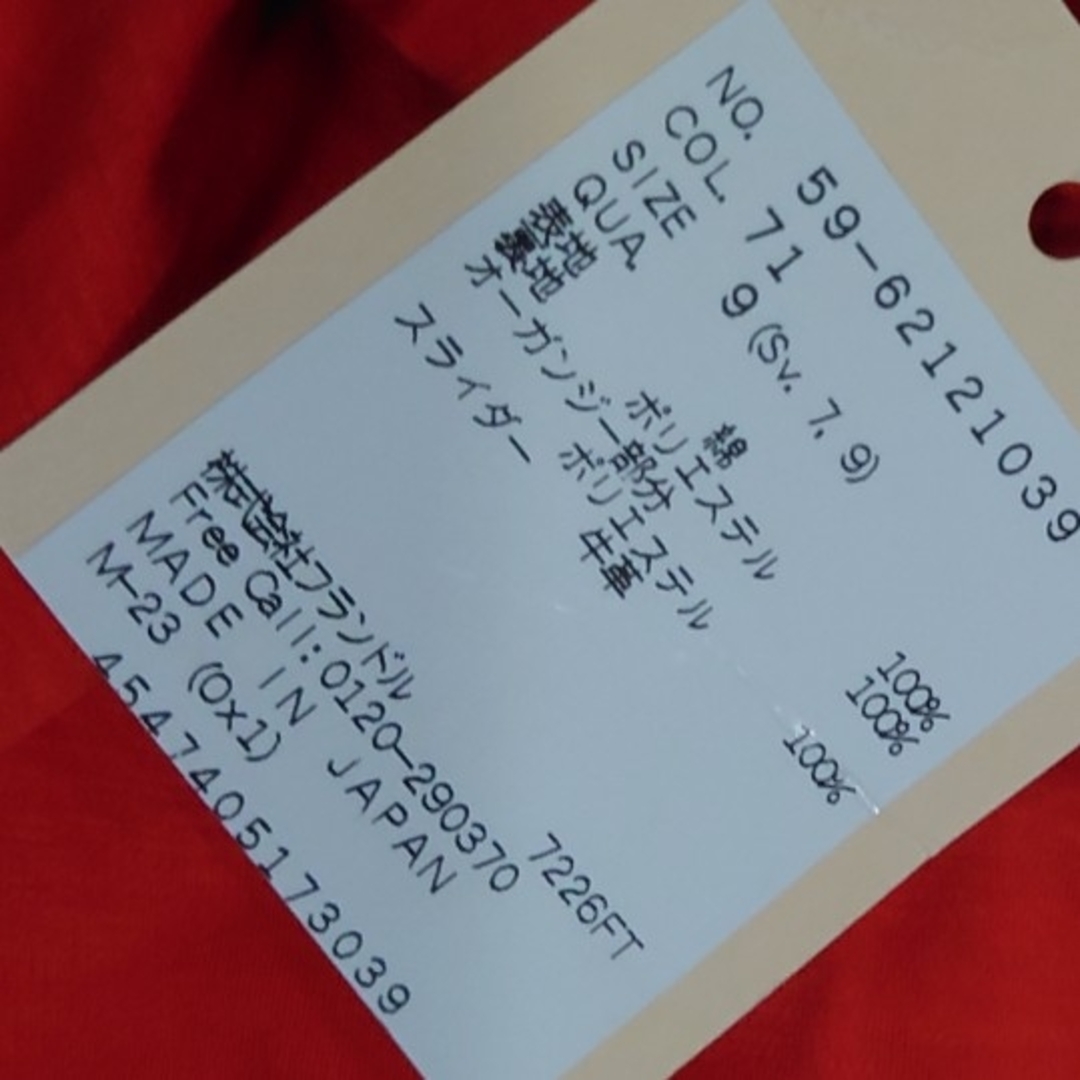 NO. 59-62121039
COL. 71
SIZE 9 (Sv. 7. 9)
QUA.
表地 綿 100%
裏地 ポリエステル 100%
オーガンジー部分
ポリエステル 100%
スライダー 牛革
7226FT
株式会社フランドル
Free Call:0120-290370
MADE IN JAPAN
M-23 (0x1)
4547405173039